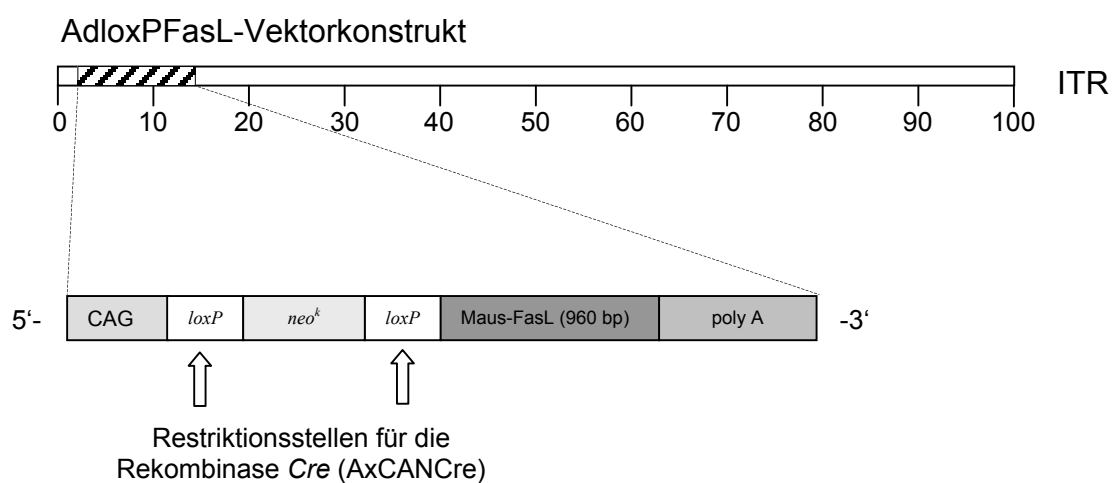 AdloxPFasL-Vektorkonstrukt
ITR
0 10 20 30 40 50 60 70 80 90 100
5‘- CAG loxP neoᵏ loxP Maus-FasL (960 bp) poly A -3‘
Restriktionsstellen für die
Rekombinase Cre (AxCANCre)